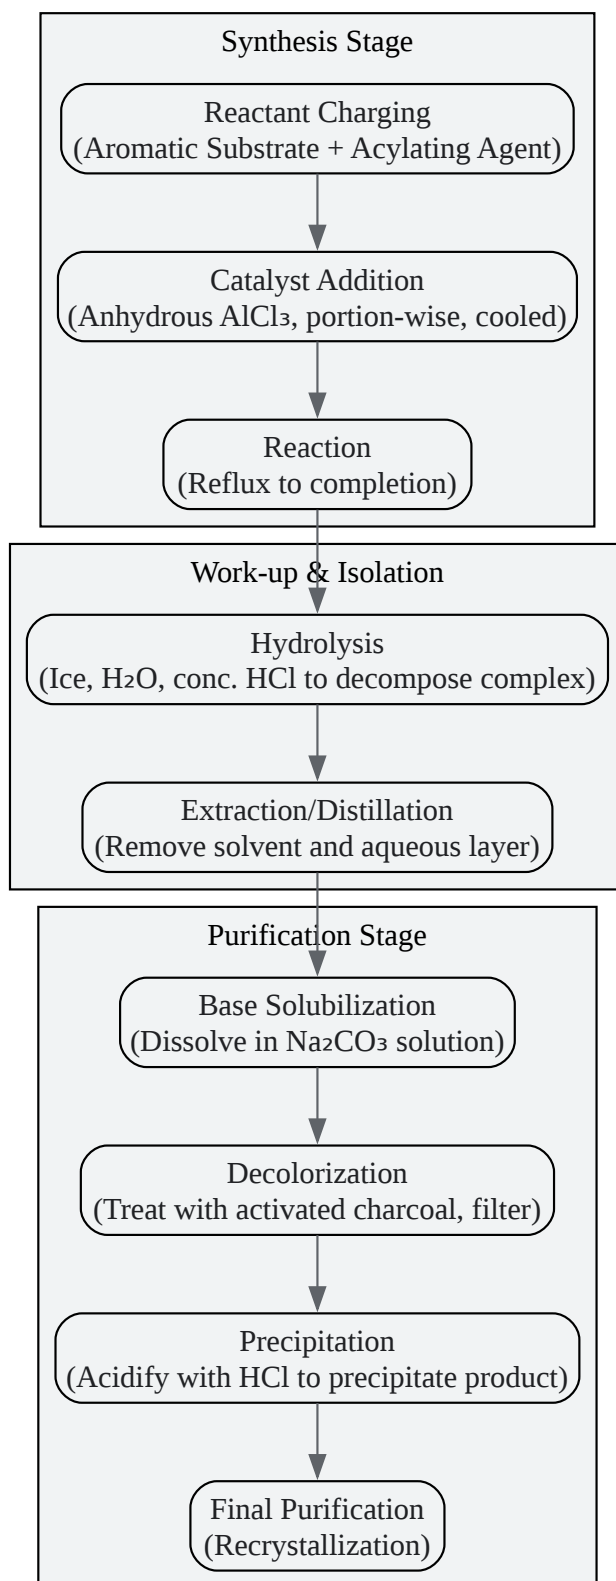 Synthesis Stage
Reactant Charging
(Aromatic Substrate + Acylating Agent)
Catalyst Addition
(Anhydrous AlCl₃, portion-wise, cooled)
Reaction
(Reflux to completion)
Work-up & Isolation
Hydrolysis
(Ice, H₂O, conc. HCl to decompose complex)
Extraction/Distillation
(Remove solvent and aqueous layer)
Purification Stage
Base Solubilization
(Dissolve in Na₂CO₃ solution)
Decolorization
(Treat with activated charcoal, filter)
Precipitation
(Acidify with HCl to precipitate product)
Final Purification
(Recrystallization)